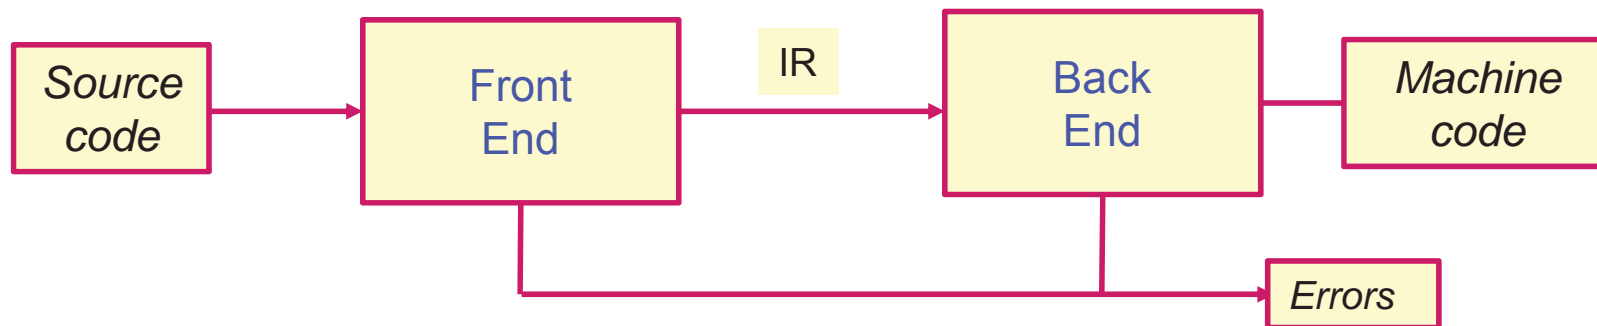 Source
code
Front
End
IR
Back
End
Machine
code
Errors